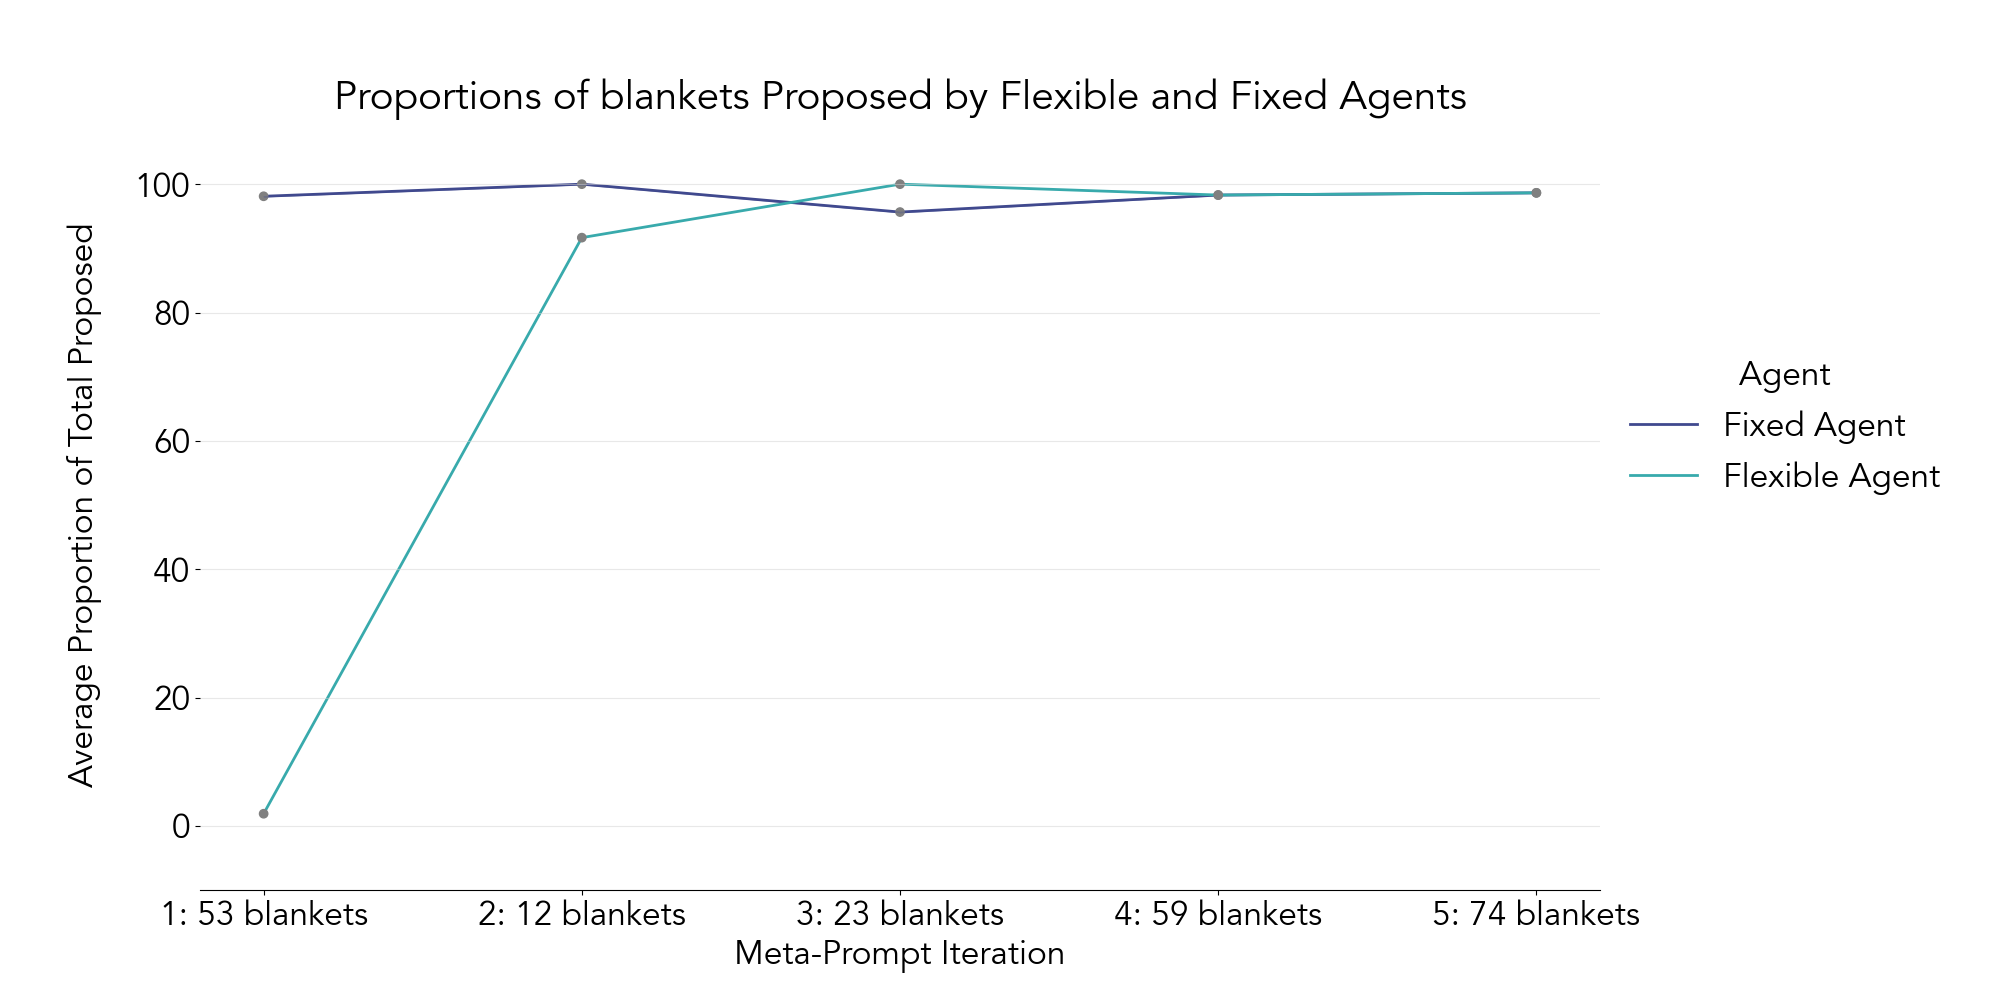 Proportions of blankets Proposed by Flexible and Fixed Agents
Average Proportion of Total Proposed
100
80
60
40
20
0
1: 53 blankets
2: 12 blankets
3: 23 blankets
4: 59 blankets
5: 74 blankets
Meta-Prompt Iteration
Agent
Fixed Agent
Flexible Agent